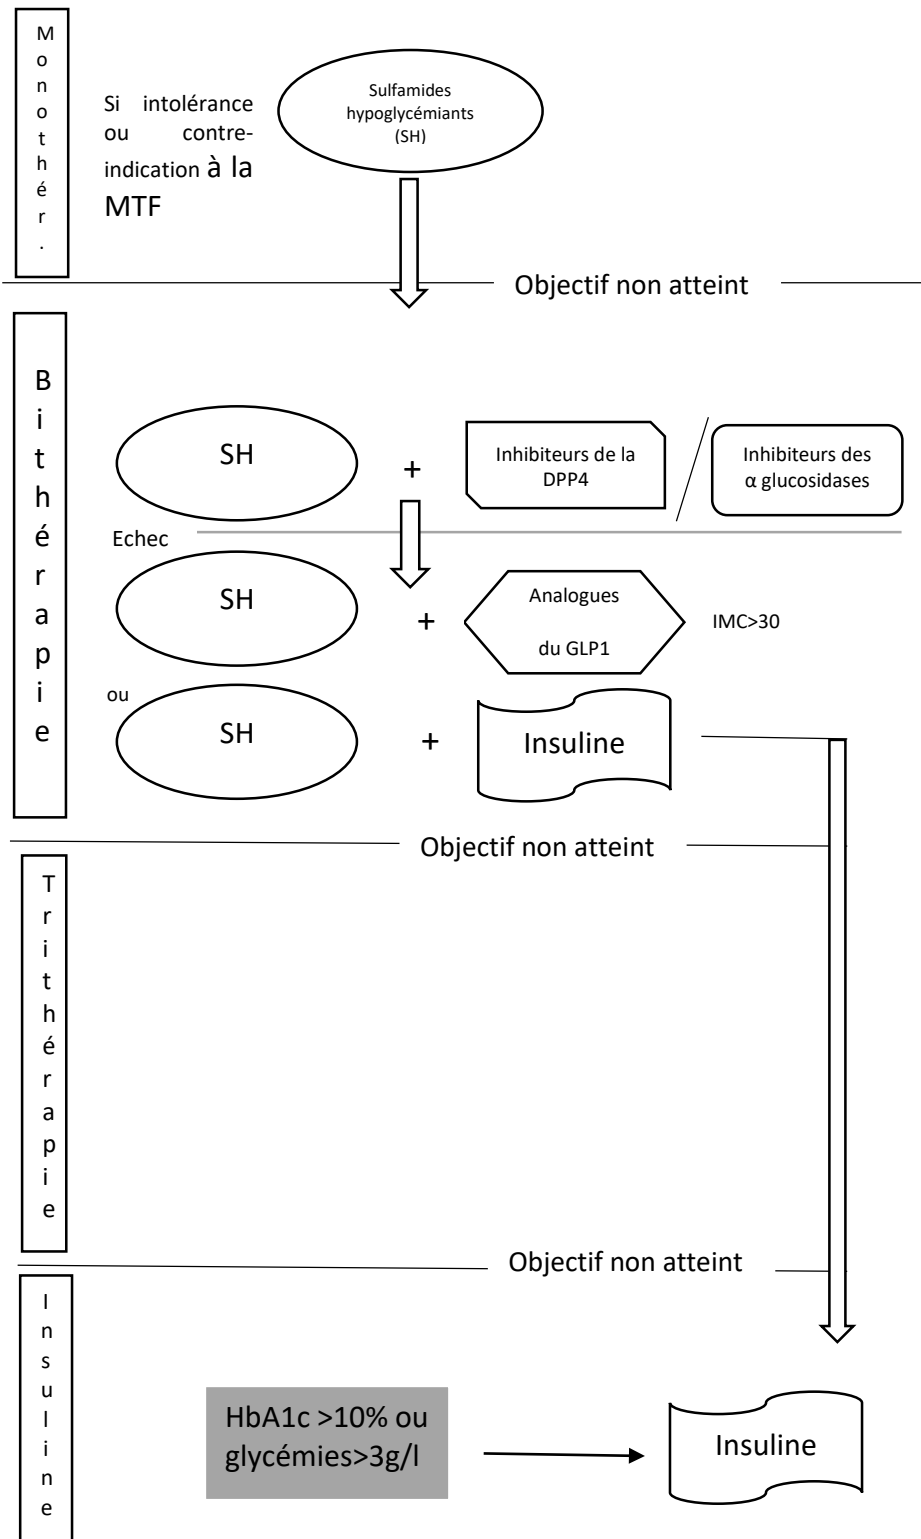 Monothér.
Si intolérance
ou contre-
indication à la
MTF
Sulfamides
hypoglycémiants
(SH)
Objectif non atteint
Bithérapie
SH
+
Inhibiteurs de la
DPP4
/
Inhibiteurs des
α glucosidases
Echec
SH
+
Analogues
du GLP1
IMC>30
ou
SH
+
Insuline
Objectif non atteint
Trithérapie
Objectif non atteint
Insuline
HbA1c >10% ou
glycémies>3g/l
Insuline